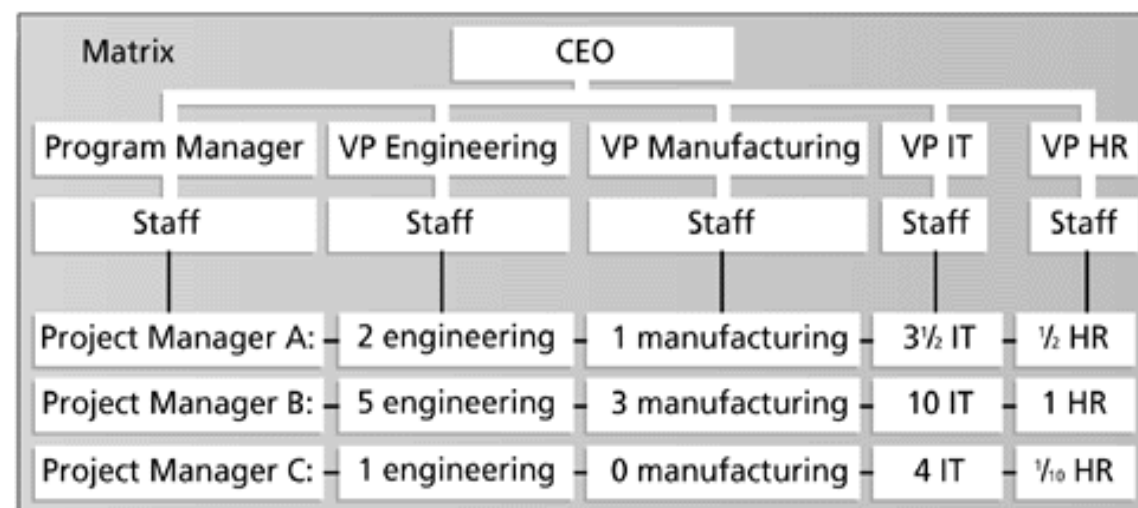 Matrix
CEO
Program Manager VP Engineering VP Manufacturing VP IT VP HR
Staff Staff Staff Staff Staff
Project Manager A: 2 engineering 1 manufacturing 3½ IT ½ HR
Project Manager B: 5 engineering 3 manufacturing 10 IT 1 HR
Project Manager C: 1 engineering 0 manufacturing 4 IT 1/10 HR